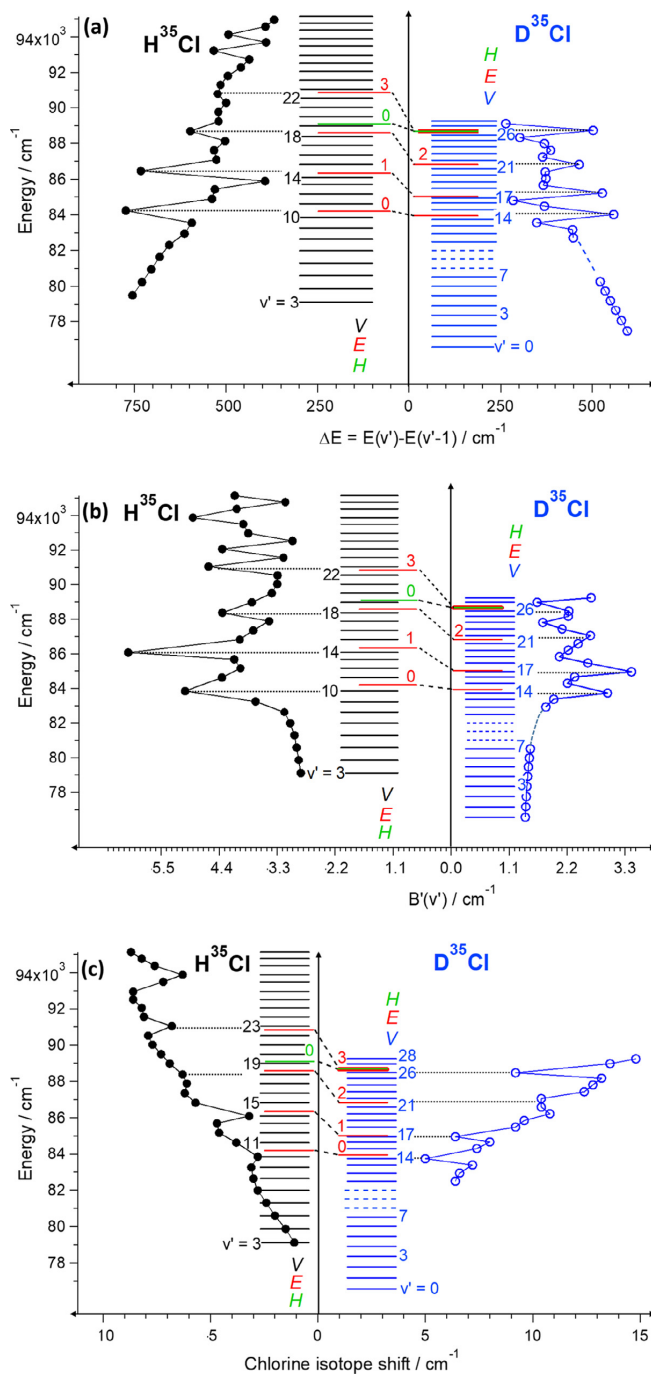 (a)
H³⁵Cl
D³⁵Cl
94x10³
92
90
88
86
84
82
80
78
Energy / cm⁻¹
H
E
V
22
18
14
10
v' = 3
3
0
1
0
2
26
21
17
14
7
3
v' = 0
V
E
H
750
500
250
0
250
500
ΔE = E(v')-E(v'-1) / cm⁻¹
(b)
H³⁵Cl
D³⁵Cl
94x10³
92
90
88
86
84
82
80
78
Energy / cm⁻¹
H
E
V
22
18
14
10
v' = 3
3
0
1
0
2
26
21
17
14
7
3
V
E
H
5.5
4.4
3.3
2.2
1.1
0.0
1.1
2.2
3.3
B'(v') / cm⁻¹
(c)
H³⁵Cl
D³⁵Cl
94x10³
92
90
88
86
84
82
80
78
Energy / cm⁻¹
H
E
V
23
19
15
11
v' = 3
0
3
2
1
0
28
26
21
17
14
7
3
v' = 0
V
E
H
10
5
0
5
10
15
Chlorine isotope shift / cm⁻¹